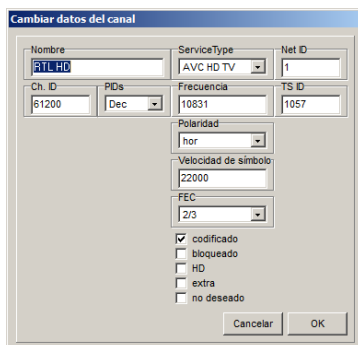 Cambiar datos del canal
Nombre ServiceType Net ID
RTL HD AVC HD TV 1
Ch. ID PIDs Frecuencia TS ID
61200 Dec 10831 1057
Polaridad
hor
Velocidad de símbolo
22000
FEC
2/3
codificado
bloqueado
HD
extra
no deseado
Cancelar OK